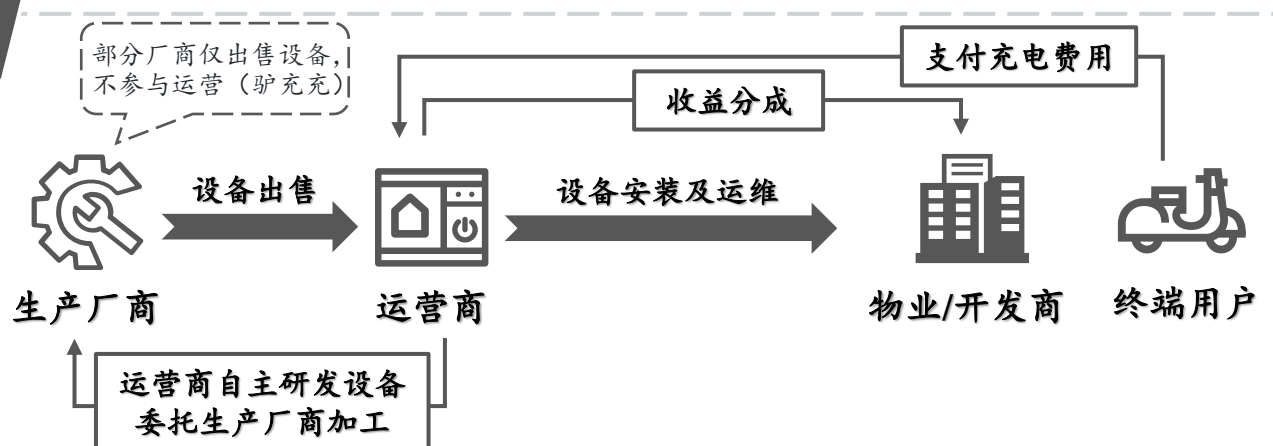 部分厂商仅出售设备,
不参与运营（驴充充）
支付充电费用
收益分成
设备出售
设备安装及运维
生产厂商
运营商
物业/开发商
终端用户
运营商自主研发设备
委托生产厂商加工